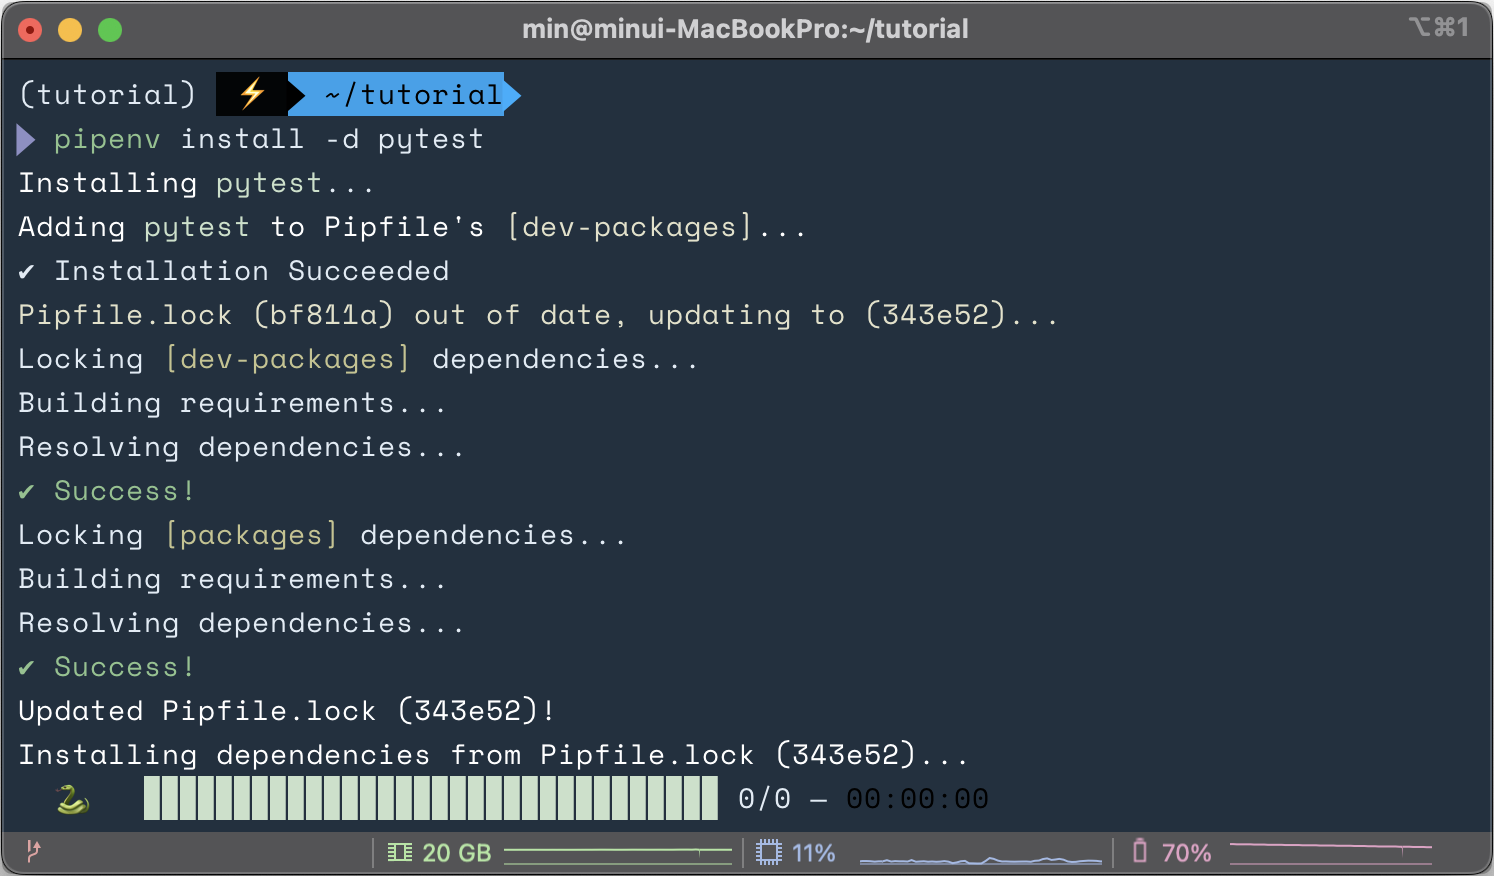 min@minui-MacBookPro:~/tutorial
⌥⌘1
(tutorial) ⚡ ~/tutorial
pipenv install -d pytest
Installing pytest...
Adding pytest to Pipfile's [dev-packages]...
✔ Installation Succeeded
Pipfile.lock (bf811a) out of date, updating to (343e52)...
Locking [dev-packages] dependencies...
Building requirements...
Resolving dependencies...
✔ Success!
Locking [packages] dependencies...
Building requirements...
Resolving dependencies...
✔ Success!
Updated Pipfile.lock (343e52)!
Installing dependencies from Pipfile.lock (343e52)...
🐍 0/0 — 00:00:00
20 GB 11% 70%